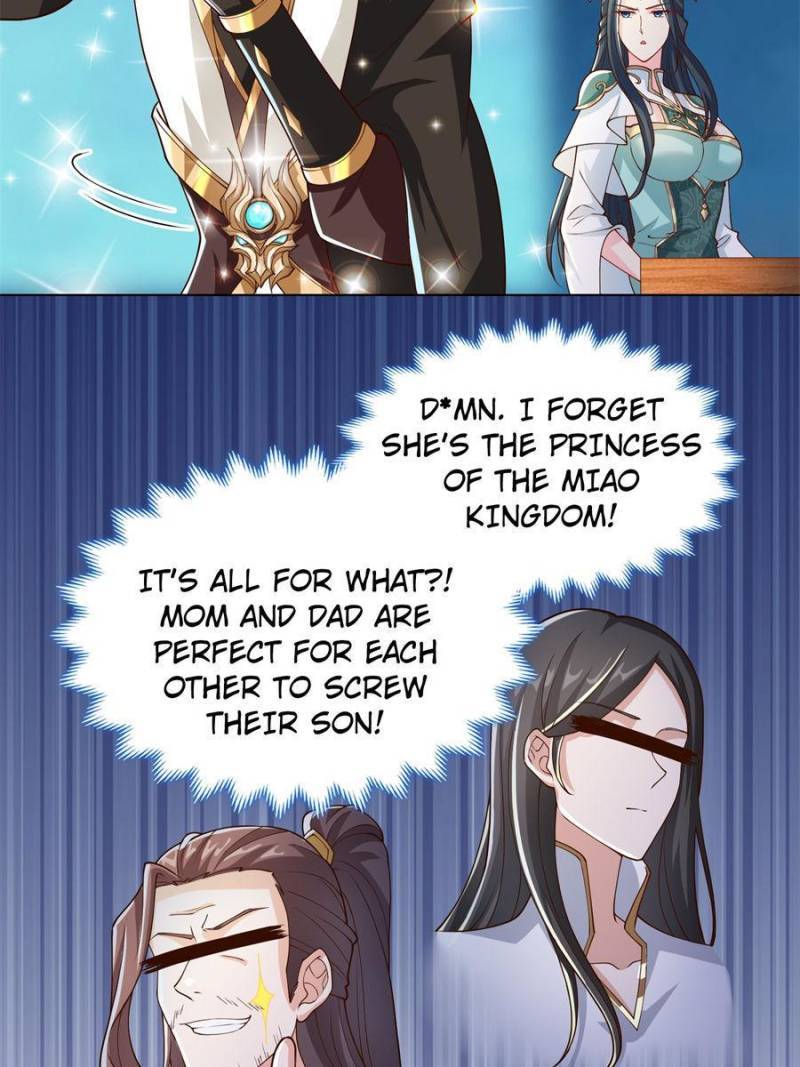 D*MN. I FORGET
SHE'S THE PRINCESS
OF THE MIAO
KINGDOM!
IT'S ALL FOR WHAT?!
MOM AND DAD ARE
PERFECT FOR EACH
OTHER TO SCREW
THEIR SON!